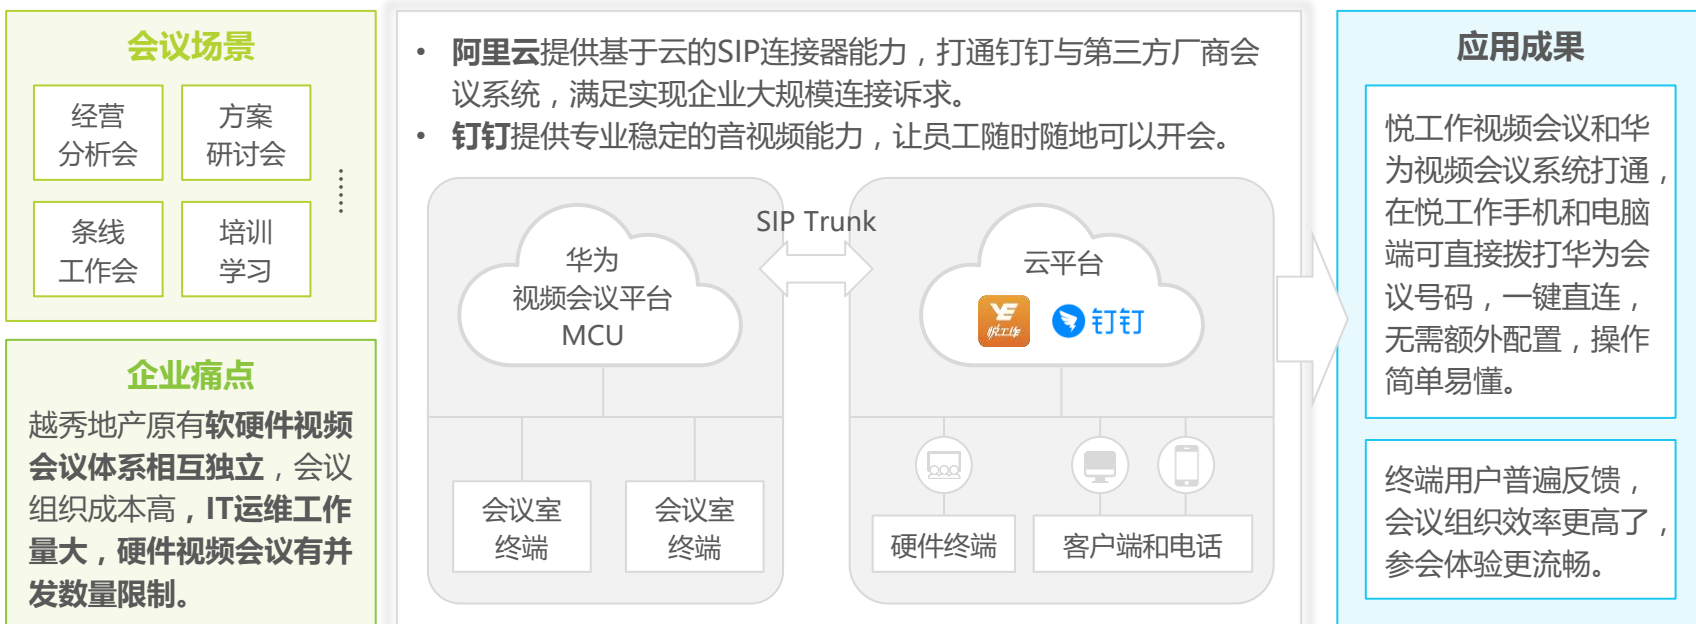 会议场景
经营
分析会
方案
研讨会
……
条线
工作会
培训
学习
企业痛点
越秀地产原有软硬件视频
会议体系相互独立，会议
组织成本高，IT运维工作
量大，硬件视频会议有并
发数量限制。
• 阿里云提供基于云的SIP连接器能力，打通钉钉与第三方厂商会
议系统，满足实现企业大规模连接诉求。
• 钉钉提供专业稳定的音视频能力，让员工随时随地可以开会。
华为
视频会议平台
MCU
SIP Trunk
云平台
YE
悦工作
钉钉
会议室
终端
会议室
终端
硬件终端
客户端和电话
应用成果
悦工作视频会议和华
为视频会议系统打通，
在悦工作手机和电脑
端可直接拨打华为会
议号码，一键直连，
无需额外配置，操作
简单易懂。
终端用户普遍反馈，
会议组织效率更高了，
参会体验更流畅。